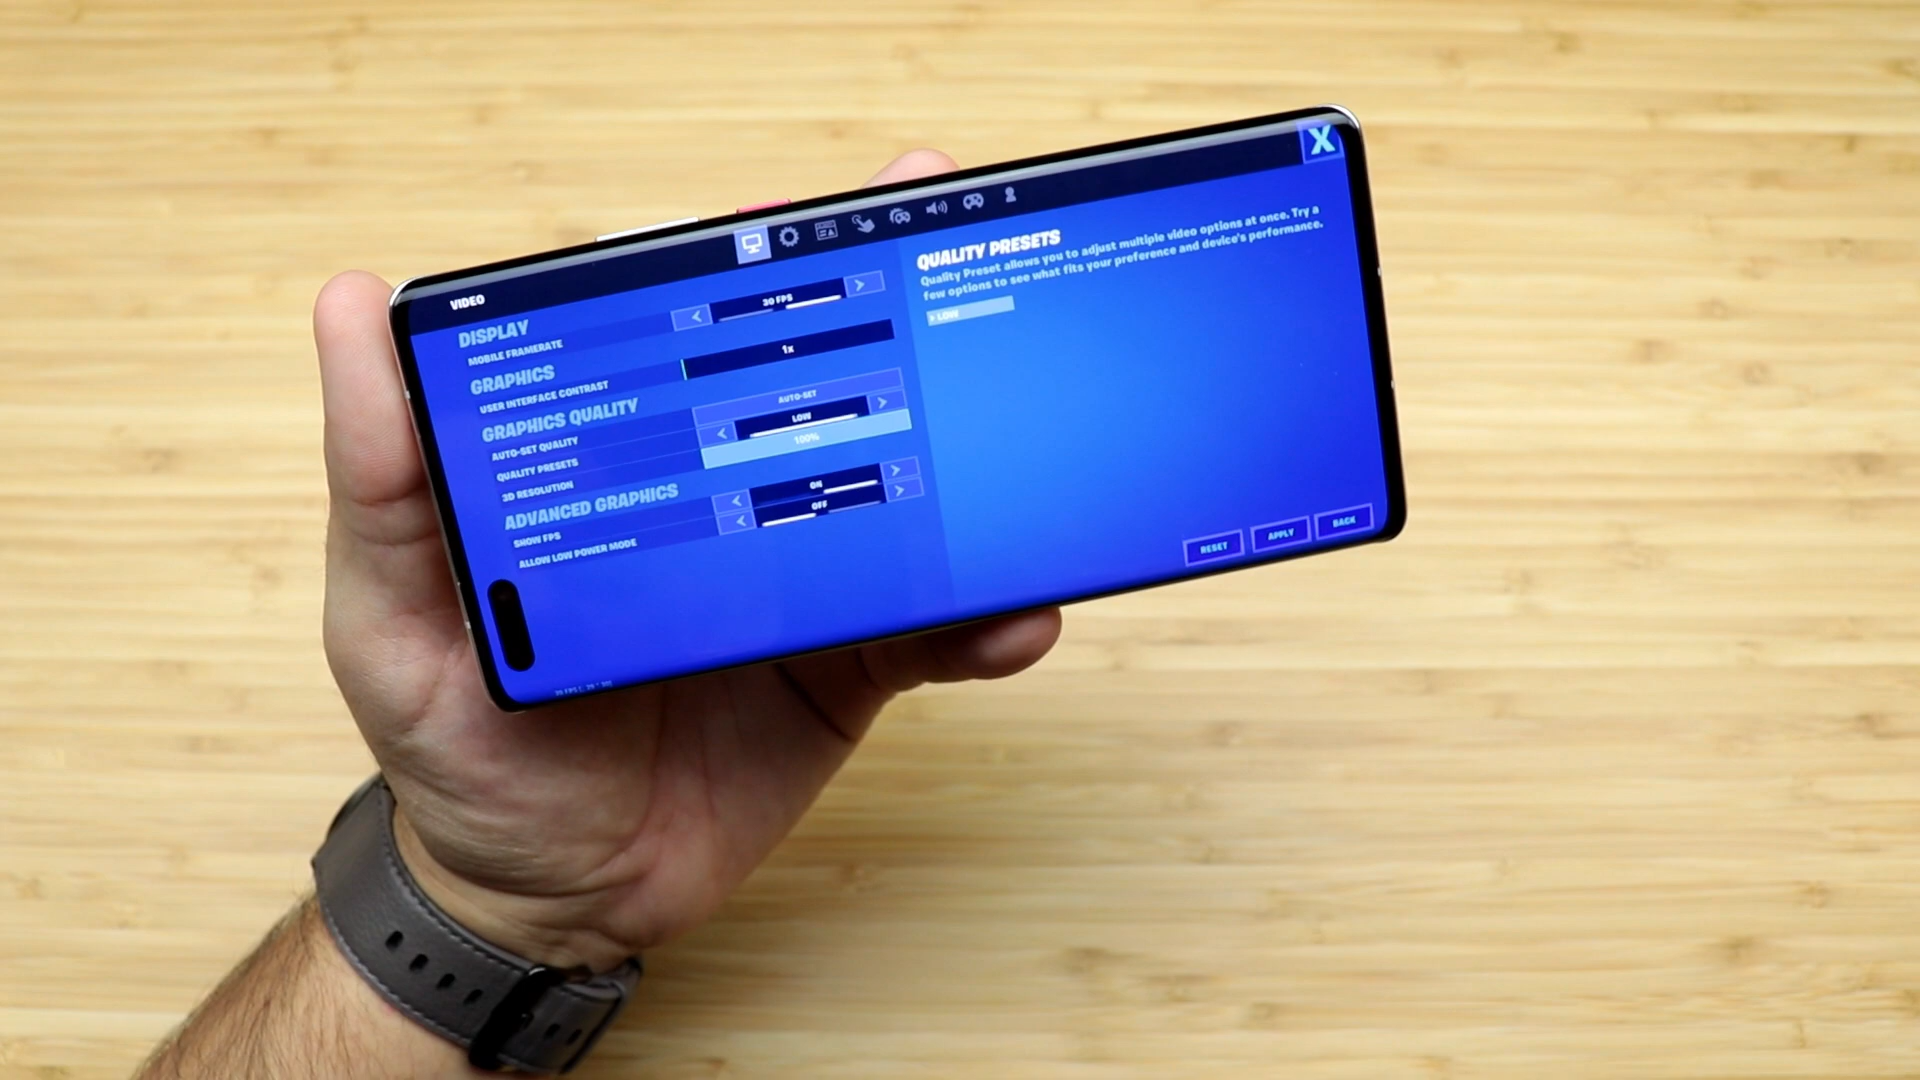 X
VIDEO
DISPLAY
MOBILE FRAMERATE
30 FPS
GRAPHICS
USER INTERFACE CONTRAST
1x
GRAPHICS QUALITY
AUTO-SET QUALITY
AUTO-SET
QUALITY PRESETS
LOW
3D RESOLUTION
100%
ADVANCED GRAPHICS
SHOW FPS
ON
ALLOW LOW POWER MODE
OFF
QUALITY PRESETS
Quality Preset allows you to adjust multiple video options at once. Try a
few options to see what fits your preference and device's performance.
LOW
RESET
APPLY
BACK